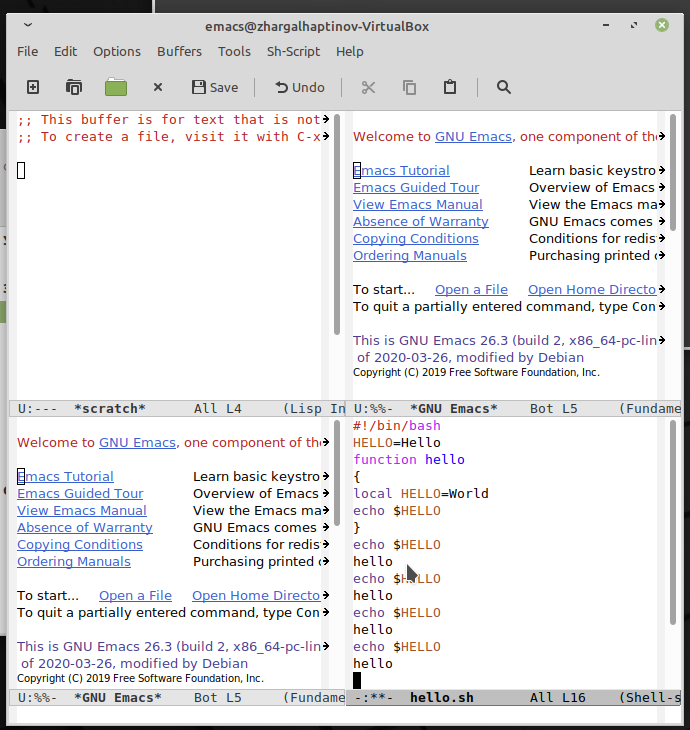 emacs@zhargalhaptinov-VirtualBox
File Edit Options Buffers Tools Sh-Script Help
Save Undo
;; This buffer is for text that is not
;; To create a file, visit it with C-x
U:--- *scratch* All L4 (Lisp In
Welcome to GNU Emacs, one component of the
Emacs Tutorial Learn basic keystro
Emacs Guided Tour Overview of Emacs
View Emacs Manual View the Emacs ma
Absence of Warranty GNU Emacs comes
Copying Conditions Conditions for redis
Ordering Manuals Purchasing printed c
To start... Open a File Open Home Directo
To quit a partially entered command, type Con
This is GNU Emacs 26.3 (build 2, x86_64-pc-lin
of 2020-03-26, modified by Debian
Copyright (C) 2019 Free Software Foundation, Inc.
U:%%- *GNU Emacs* Bot L5 (Fundame
Welcome to GNU Emacs, one component of the
Emacs Tutorial Learn basic keystro
Emacs Guided Tour Overview of Emacs
View Emacs Manual View the Emacs ma
Absence of Warranty GNU Emacs comes
Copying Conditions Conditions for redis
Ordering Manuals Purchasing printed c
To start... Open a File Open Home Directo
To quit a partially entered command, type Con
This is GNU Emacs 26.3 (build 2, x86_64-pc-lin
of 2020-03-26, modified by Debian
Copyright (C) 2019 Free Software Foundation, Inc.
U:%%- *GNU Emacs* Bot L5 (Fundame
#!/bin/bash
HELLO=Hello
function hello
{
local HELLO=World
echo $HELLO
}
echo $HELLO
hello
echo $HELLO
hello
echo $HELLO
hello
echo $HELLO
hello
-:**- hello.sh All L16 (Shell-s